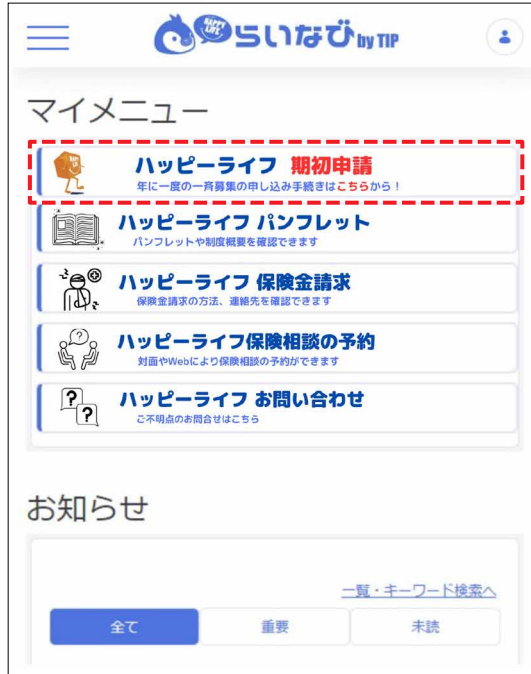 HAPPY LIFE
らいなび by TIP
マイメニュー
ハッピーライフ 期初申請
年に一度の一斉募集の申し込み手続きはこちらから！
ハッピーライフ パンフレット
パンフレットや制度概要を確認できます
ハッピーライフ 保険金請求
保険金請求の方法、連絡先を確認できます
ハッピーライフ保険相談の予約
対面やWebにより保険相談の予約ができます
ハッピーライフ お問い合わせ
ご不明点のお問合せはこちら
お知らせ
一覧・キーワード検索へ
全て 重要 未読